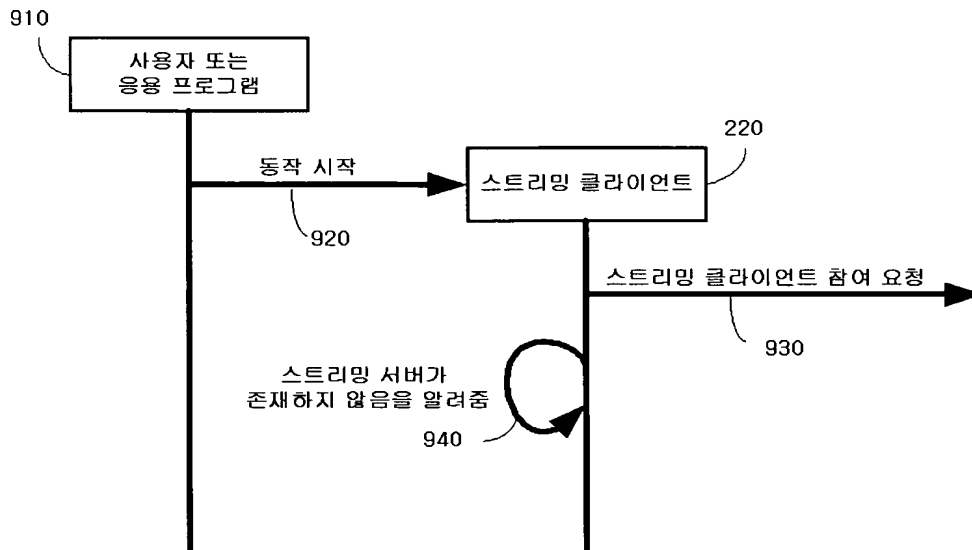 910
사용자 또는
응용 프로그램
220
동작 시작
스트리밍 클라이언트
920
스트리밍 클라이언트 참여 요청
930
스트리밍 서버가
존재하지 않음을 알려줌
940